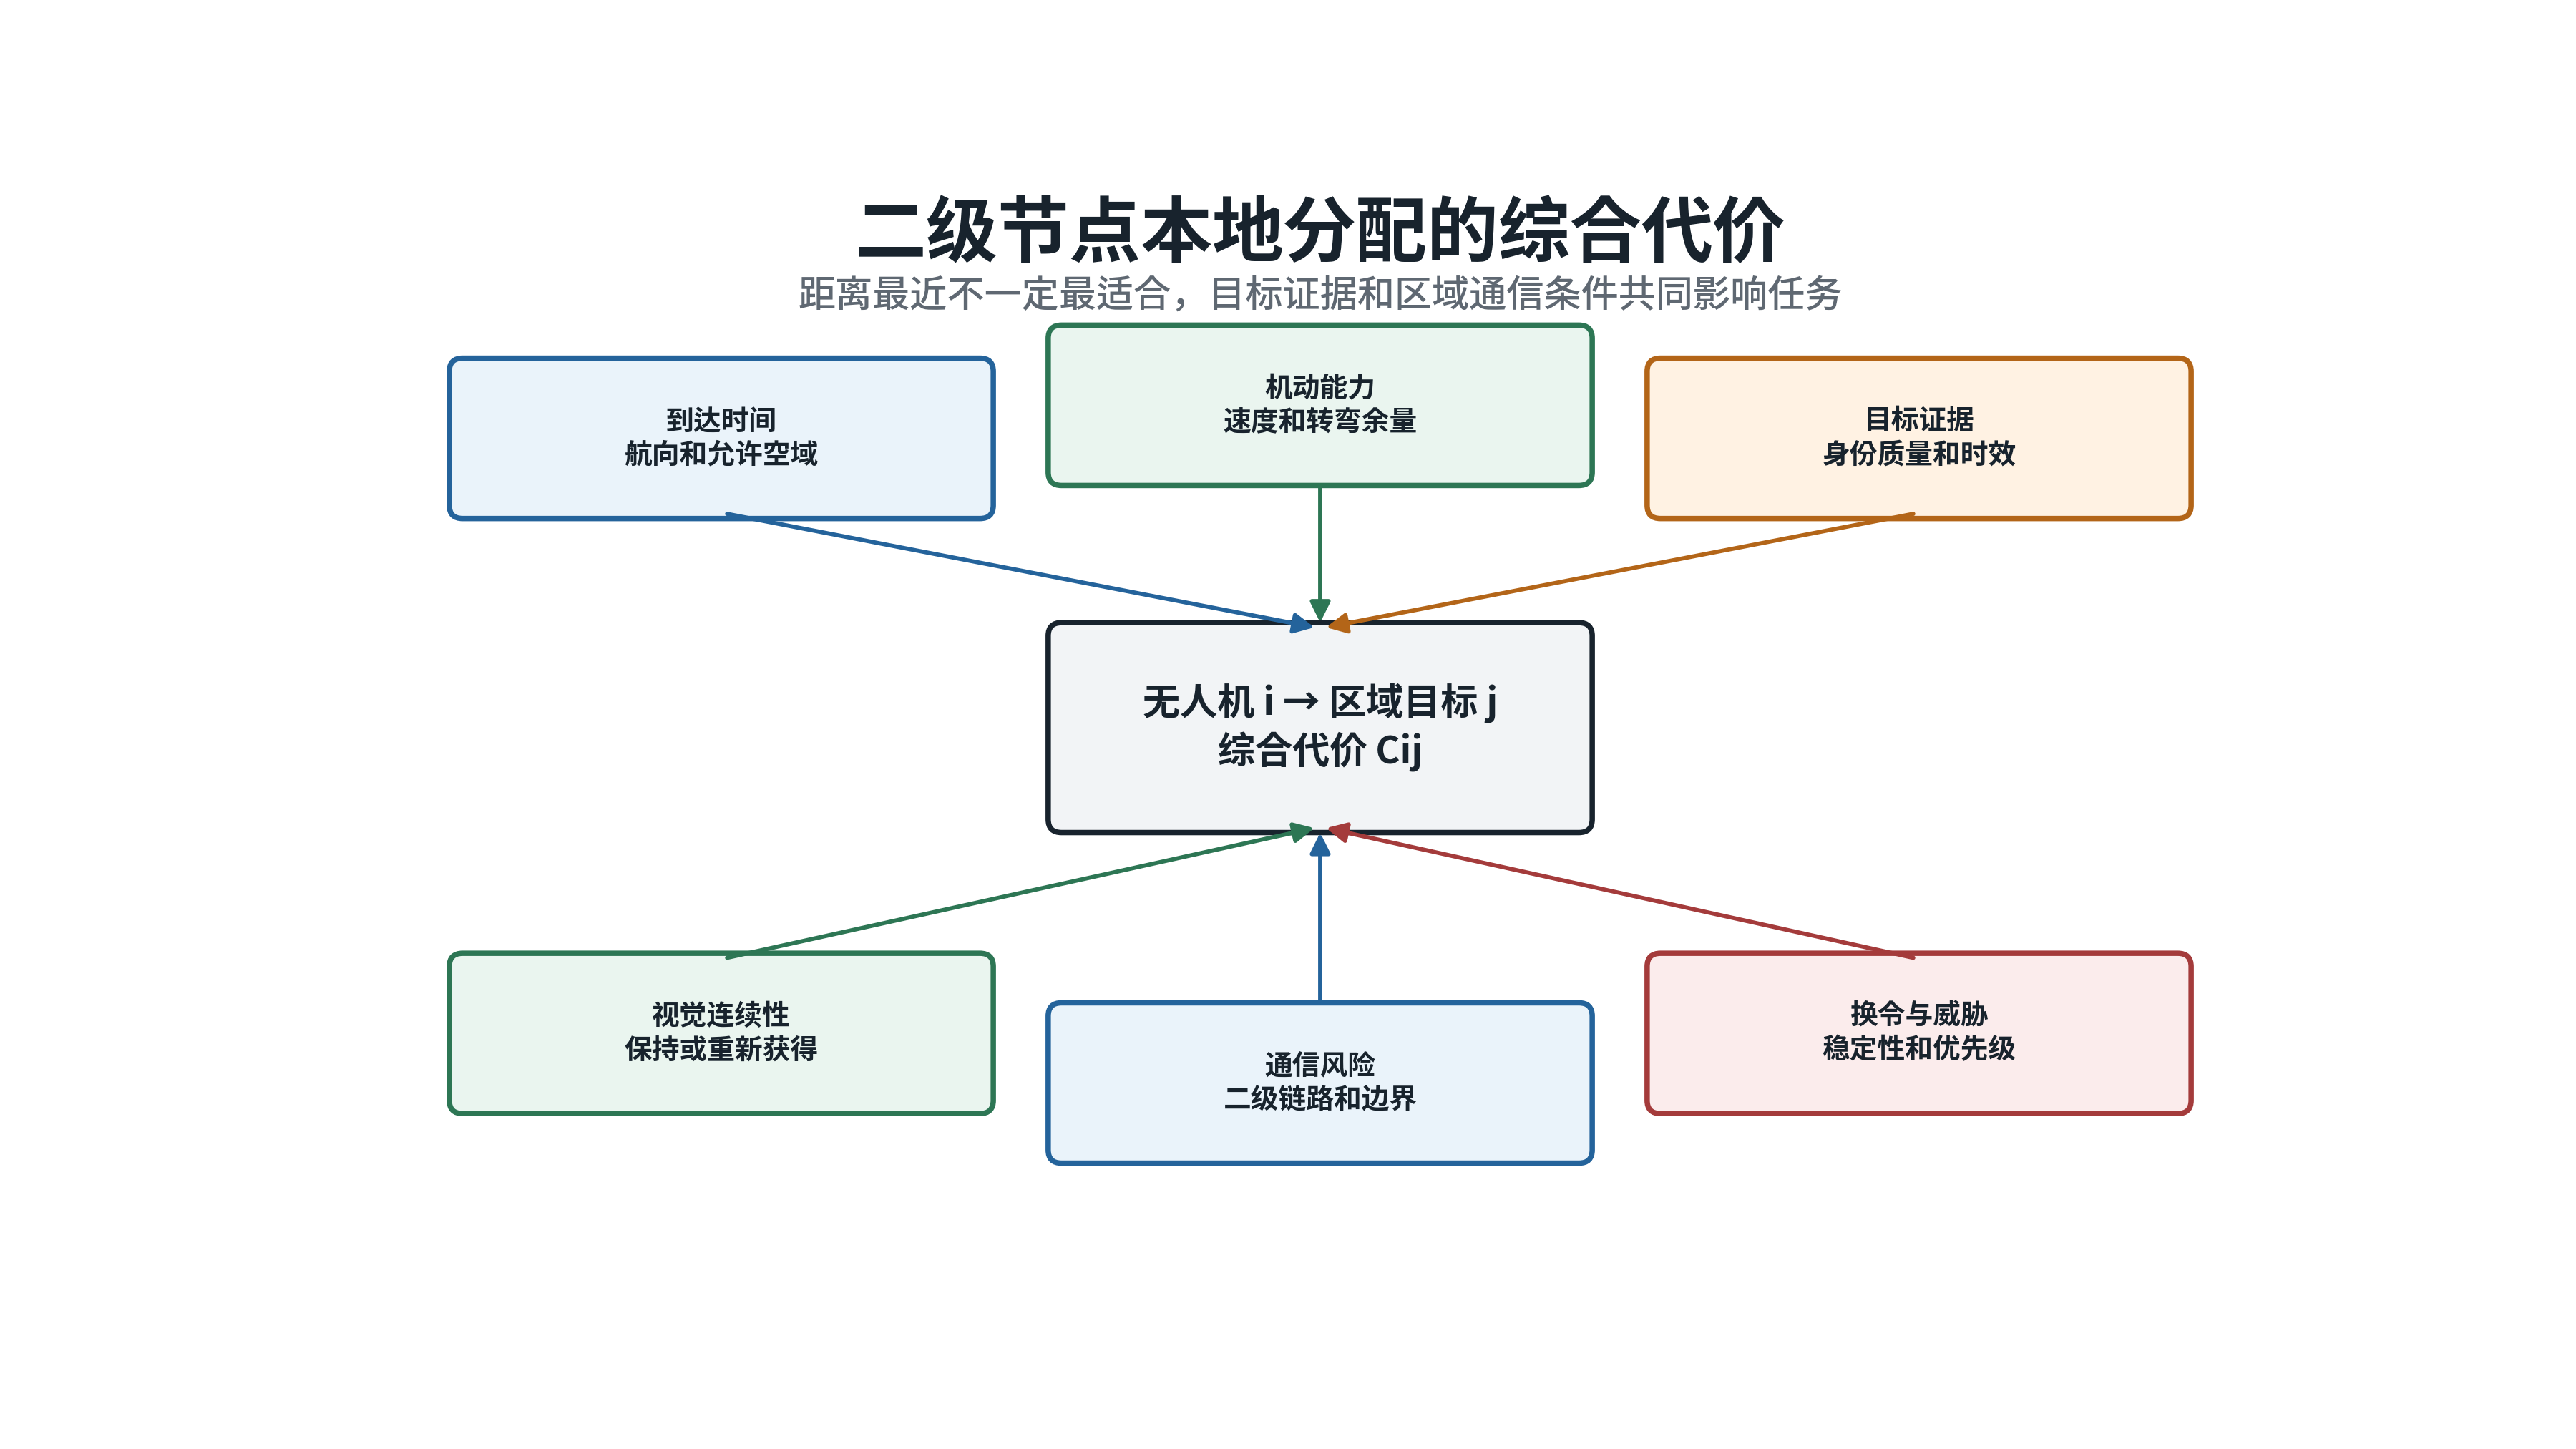 二级节点本地分配的综合代价
距离最近不一定最适合，目标证据和区域通信条件共同影响任务
到达时间
航向和允许空域
机动能力
速度和转弯余量
目标证据
身份质量和时效
无人机 i → 区域目标 j
综合代价 Cij
视觉连续性
保持或重新获得
通信风险
二级链路和边界
换令与威胁
稳定性和优先级